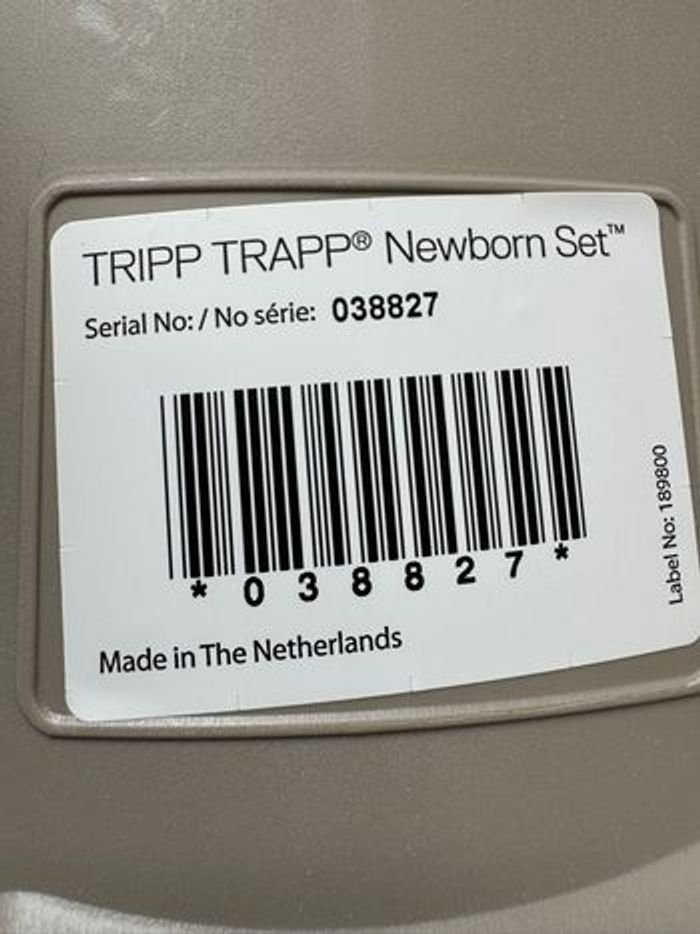 TRIPP TRAPP® Newborn Set™
Serial No: / No série: 038827
*038827*
Made in The Netherlands
Label No: 189800